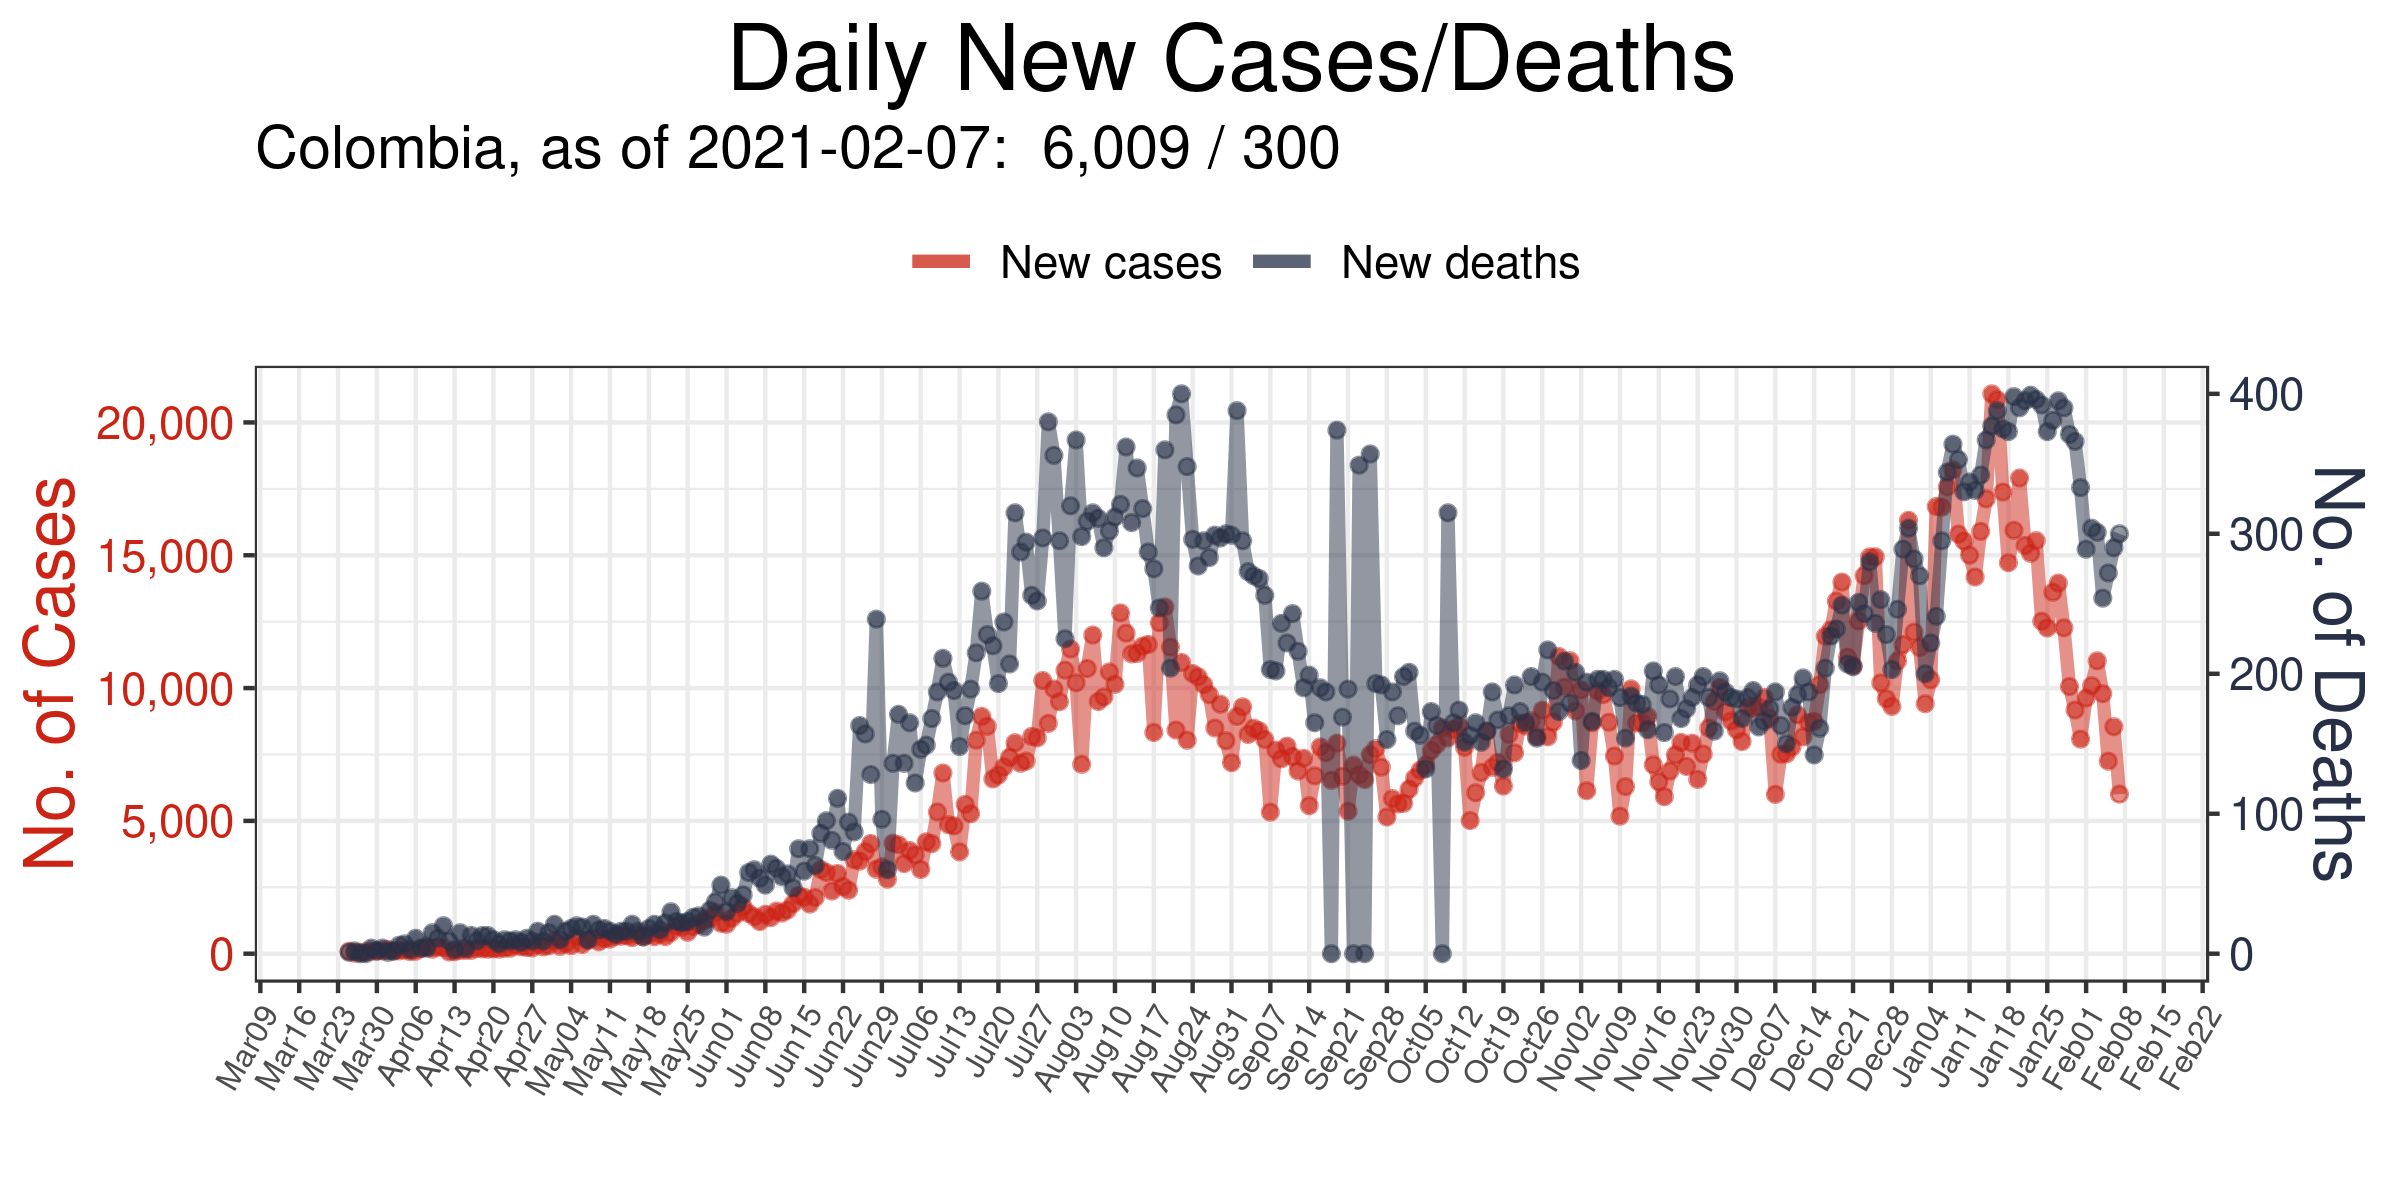 Daily New Cases/Deaths
Colombia, as of 2021-02-07:  6,009 / 300
New cases
New deaths
No. of Cases
20,000
15,000
10,000
5,000
0
400
300
200
100
0
No. of Deaths
Mar09
Mar16
Mar23
Mar30
Apr06
Apr13
Apr20
Apr27
May04
May11
May18
May25
Jun01
Jun08
Jun15
Jun22
Jun29
Jul06
Jul13
Jul20
Jul27
Aug03
Aug10
Aug17
Aug24
Aug31
Sep07
Sep14
Sep21
Sep28
Oct05
Oct12
Oct19
Oct26
Nov02
Nov09
Nov16
Nov23
Nov30
Dec07
Dec14
Dec21
Dec28
Jan04
Jan11
Jan18
Jan25
Feb01
Feb08
Feb15
Feb22